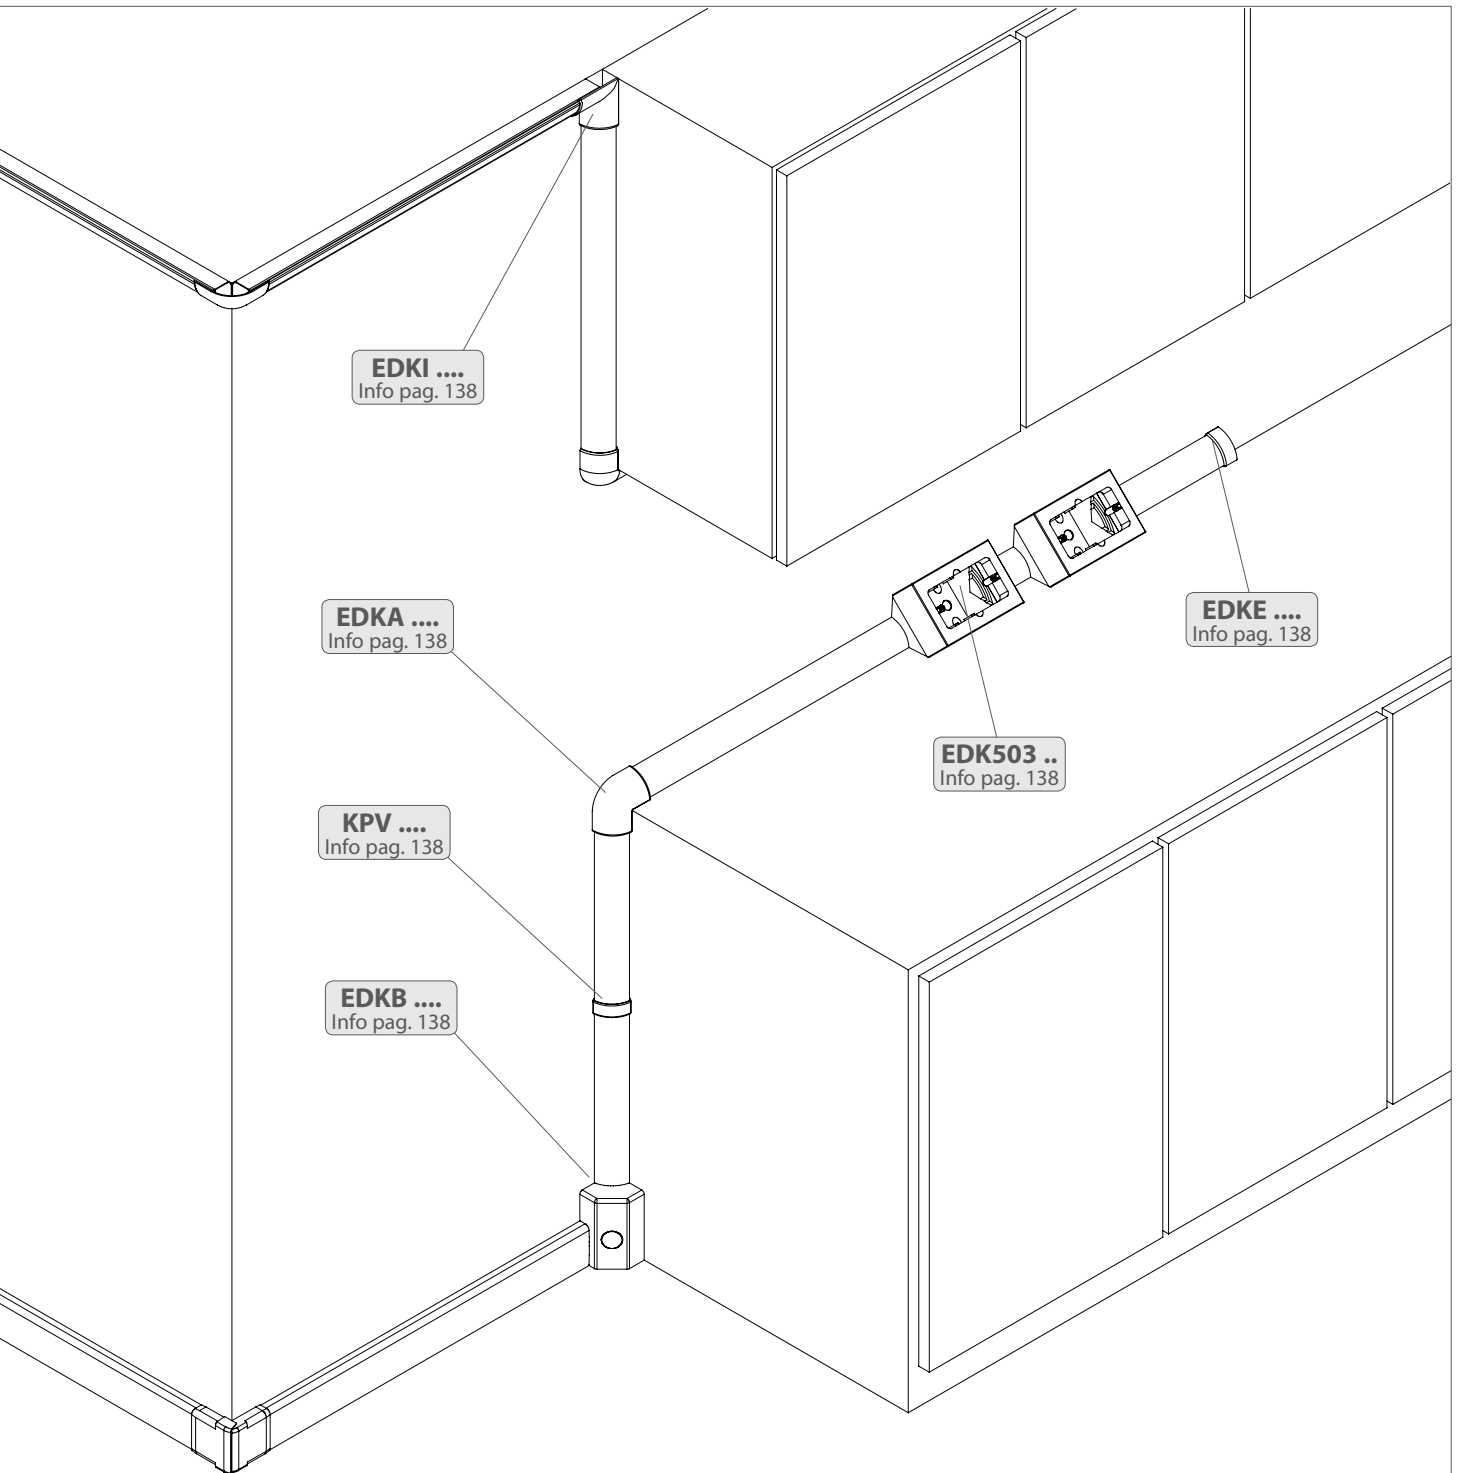 EDKI ....
Info pag. 138
EDKA ....
Info pag. 138
EDKE ....
Info pag. 138
EDK503 ..
Info pag. 138
KPV ....
Info pag. 138
EDKB ....
Info pag. 138